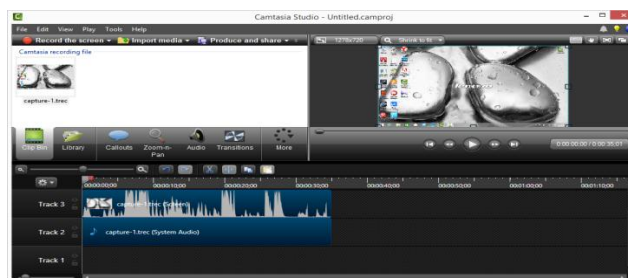 Camtasia Studio - Untitled.camproj
File Edit View Play Tools Help
Record the screen Import media Produce and share
1278x720 Shrink to fit
Camtasia recording file
capture-1.trec
Clip Bin Library Callouts Zoom-n-Pan Audio Transitions More
0:00:00;00 / 0:00:35;01
00:00:00;00 00:00:10;00 00:00:20;00 00:00:30;00 00:00:40;00 00:00:50;00 00:01:00;00 00:01:10;00
Track 3 capture-1.trec (Screen)
Track 2 capture-1.trec (System Audio)
Track 1